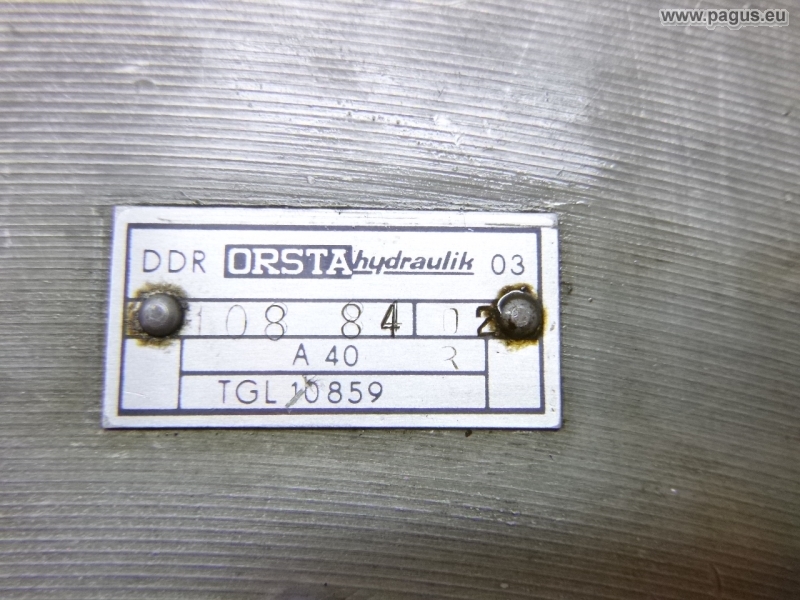 www.pagus.eu
DDR ORSTA hydraulik 03
108 84 02
A 40 R
TGL 10859